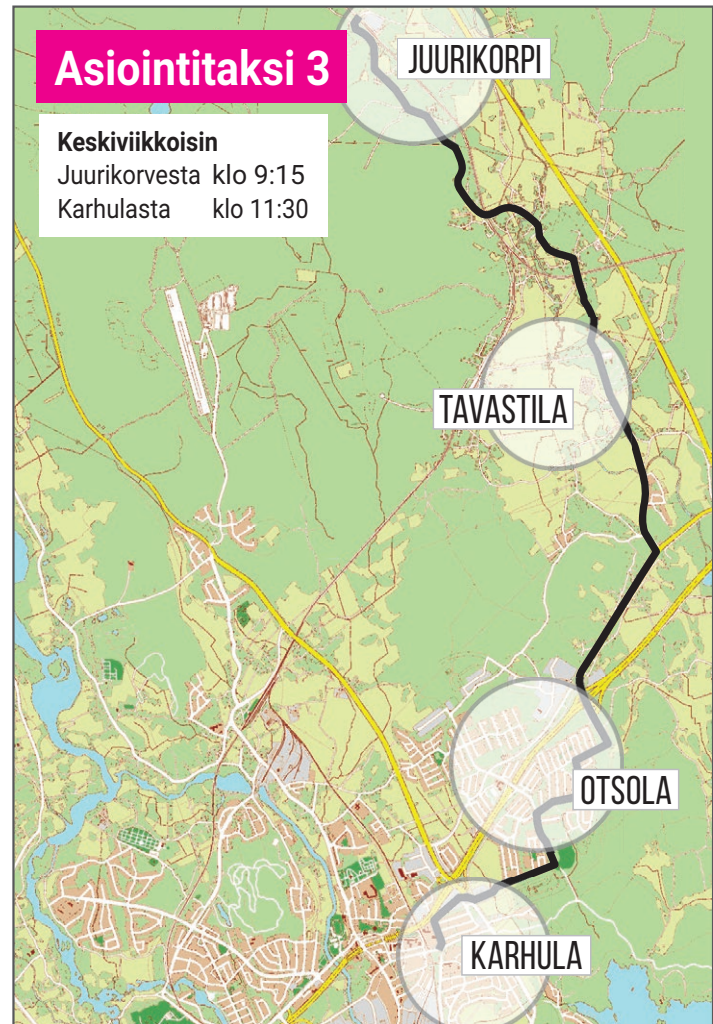 Asiointitaksi 3
Keskiviikkoisin
Juurikorvesta klo 9:15
Karhulasta klo 11:30
JUURIKORPI
TAVASTILA
OTSOLA
KARHULA